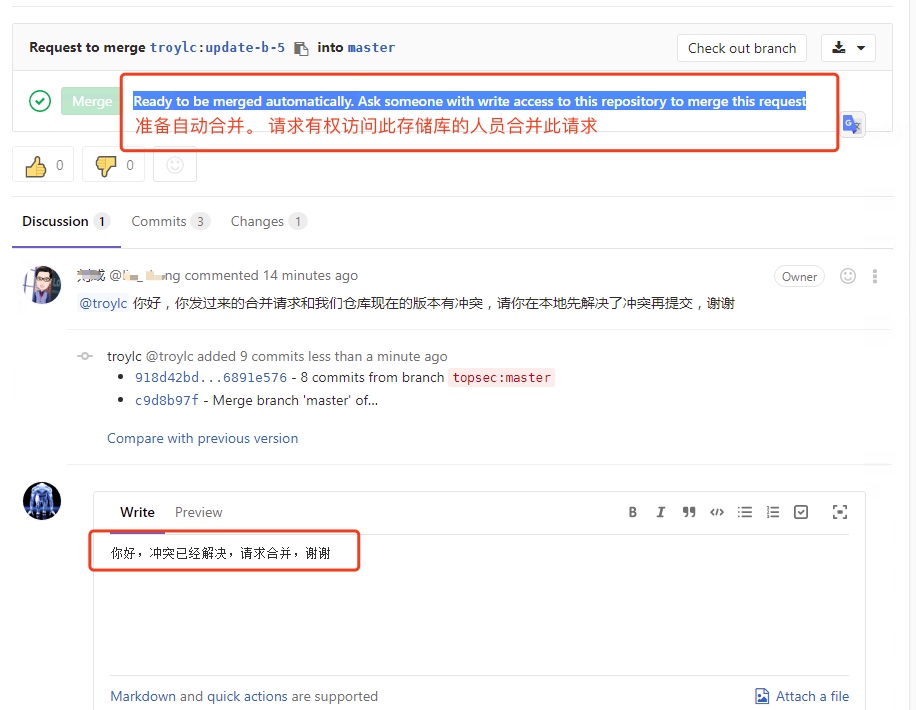 Request to merge troylc:update-b-5 into master Check out branch
Merge Ready to be merged automatically. Ask someone with write access to this repository to merge this request
准备自动合并。 请求有权访问此存储库的人员合并此请求
0 0
Discussion 1 Commits 3 Changes 1
commented 14 minutes ago Owner
@troylc 你好，你发过来的合并请求和我们仓库现在的版本有冲突，请你在本地先解决了冲突再提交，谢谢
troylc @troylc added 9 commits less than a minute ago
918d42bd...6891e576 - 8 commits from branch topsec:master
c9d8b97f - Merge branch 'master' of...
Compare with previous version
Write Preview
你好，冲突已经解决，请求合并，谢谢
Markdown and quick actions are supported Attach a file